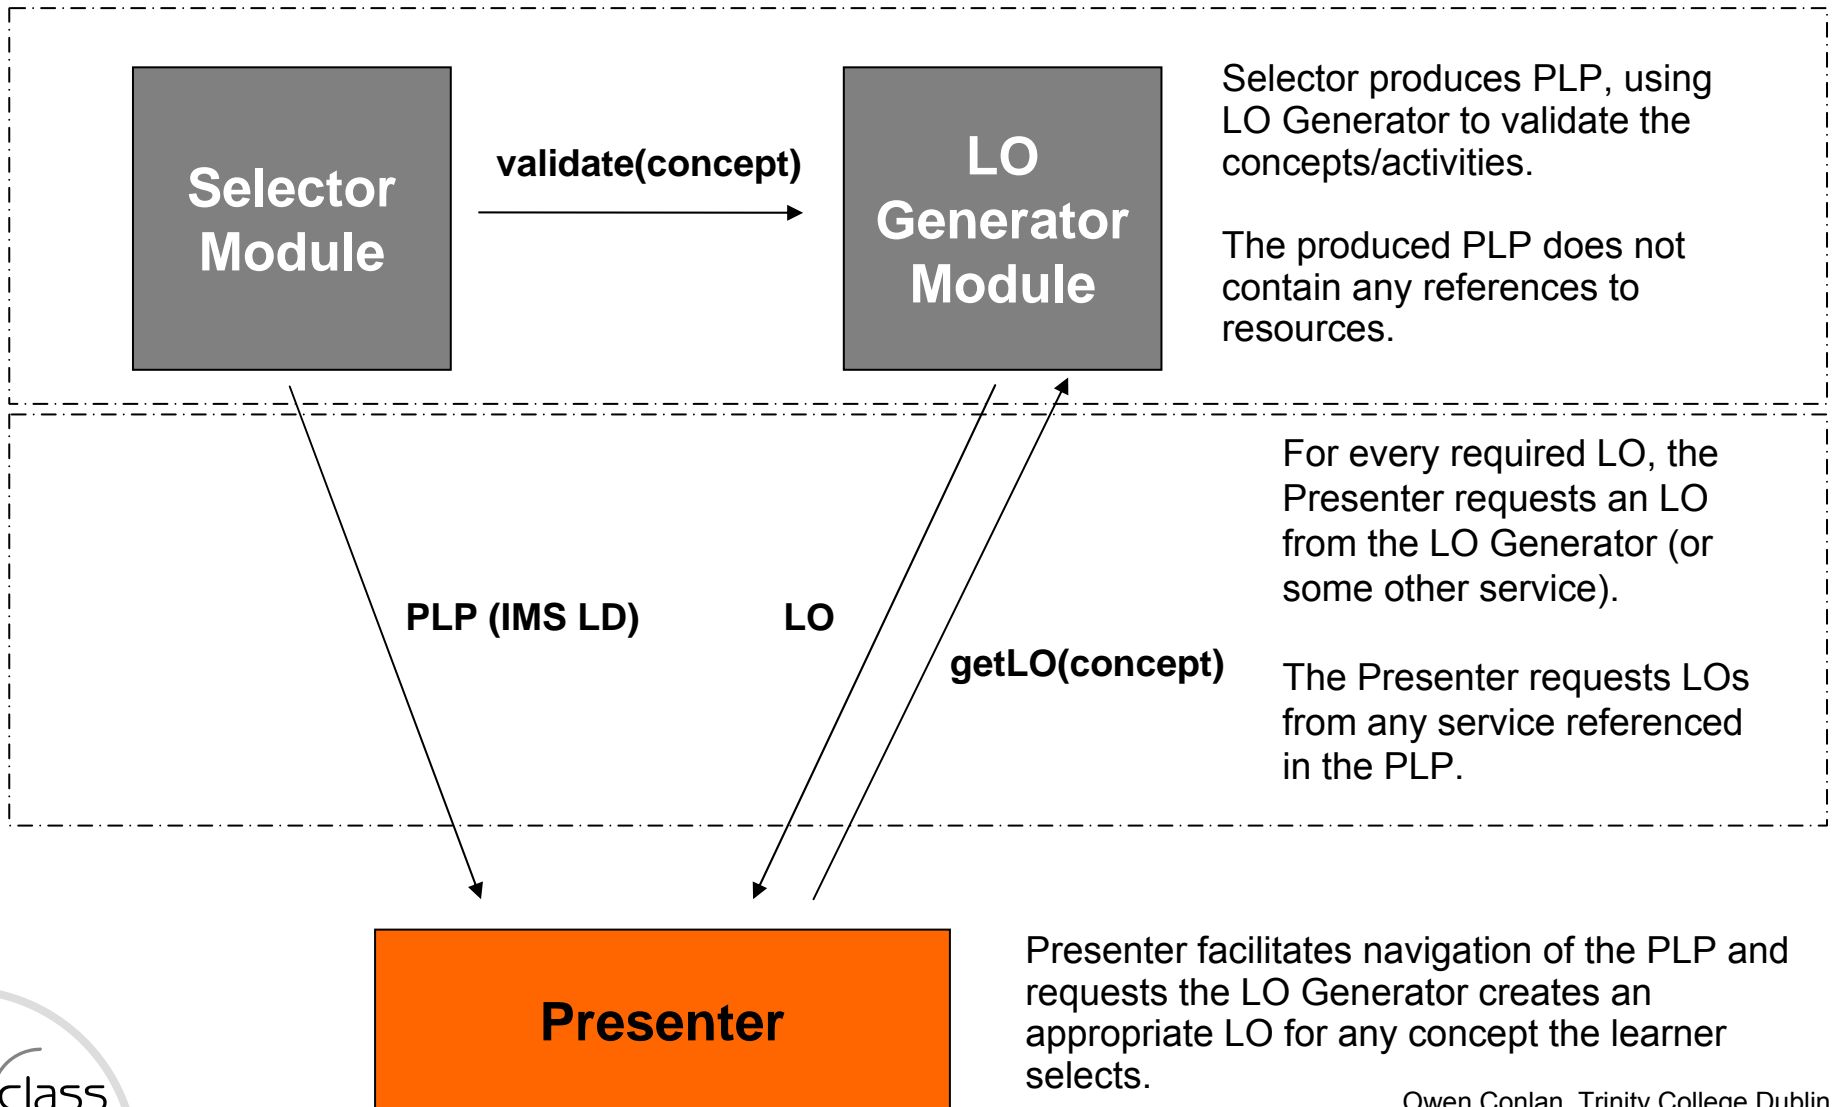 Selector
Module
validate(concept)
LO
Generator
Module
Selector produces PLP, using
LO Generator to validate the
concepts/activities.
The produced PLP does not
contain any references to
resources.
PLP (IMS LD)
LO
getLO(concept)
For every required LO, the
Presenter requests an LO
from the LO Generator (or
some other service).
The Presenter requests LOs
from any service referenced
in the PLP.
Presenter
Presenter facilitates navigation of the PLP and
requests the LO Generator creates an
appropriate LO for any concept the learner
selects.
class
Owen Conlan, Trinity College Dublin